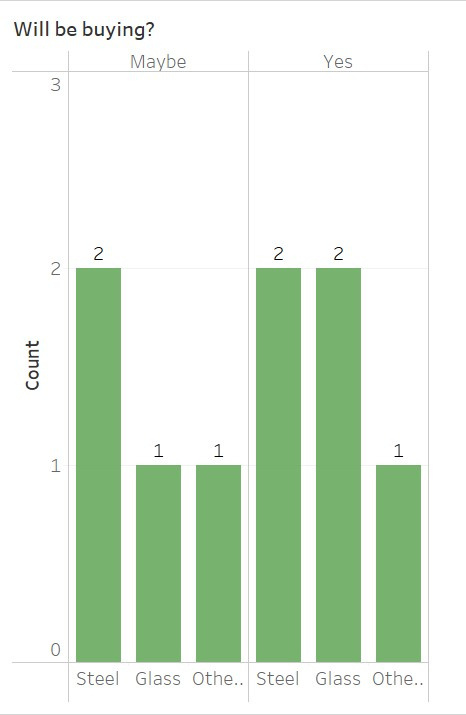 Will be buying?
Maybe Yes
3
2 2 2
2
1 1 1
1
0
Count
Steel Glass Othe.. Steel Glass Othe..